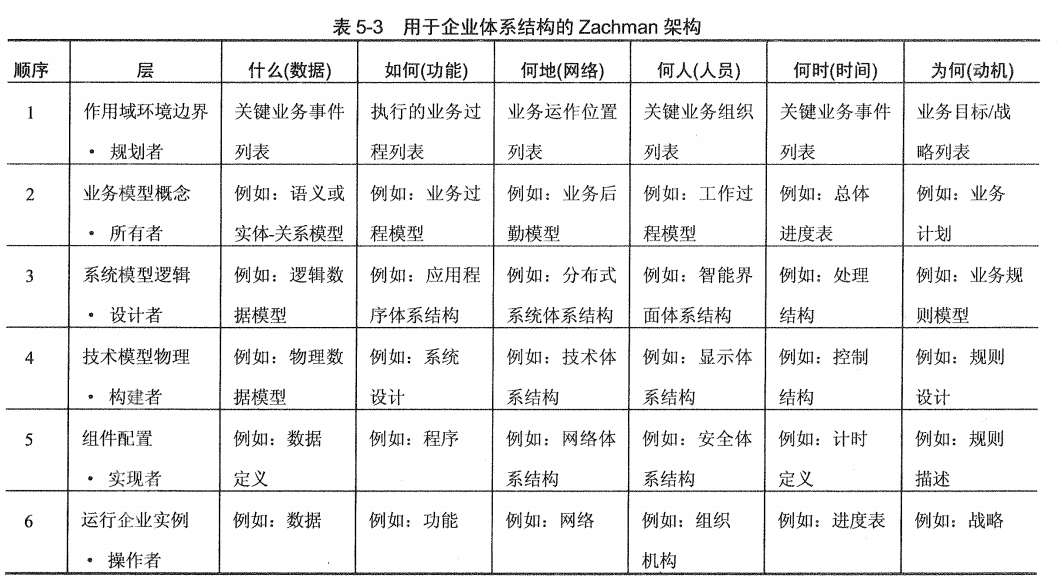 表 5-3 用于企业体系结构的 Zachman 架构
顺序 层 什么(数据) 如何(功能) 何地(网络) 何人(人员) 何时(时间) 为何(动机)
1 作用域环境边界 关键业务事件 执行的业务过 业务运作位置 关键业务组织 关键业务事件 业务目标/战
• 规划者 列表 程列表 列表 列表 列表 略列表
2 业务模型概念 例如：语义或 例如：业务过 例如：业务后 例如：工作过 例如：总体 例如：业务
• 所有者 实体-关系模型 程模型 勤模型 程模型 进度表 计划
3 系统模型逻辑 例如：逻辑数 例如：应用程 例如：分布式 例如：智能界 例如：处理 例如：业务规
• 设计者 据模型 序体系结构 系统体系结构 面体系结构 结构 则模型
4 技术模型物理 例如：物理数 例如：系统 例如：技术体 例如：显示体 例如：控制 例如：规则
• 构建者 据模型 设计 系结构 系结构 结构 设计
5 组件配置 例如：数据 例如：程序 例如：网络体 例如：安全体 例如：计时 例如：规则
• 实现者 定义 系结构 系结构 定义 描述
6 运行企业实例 例如：数据 例如：功能 例如：网络 例如：组织 例如：进度表 例如：战略
• 操作者 机构